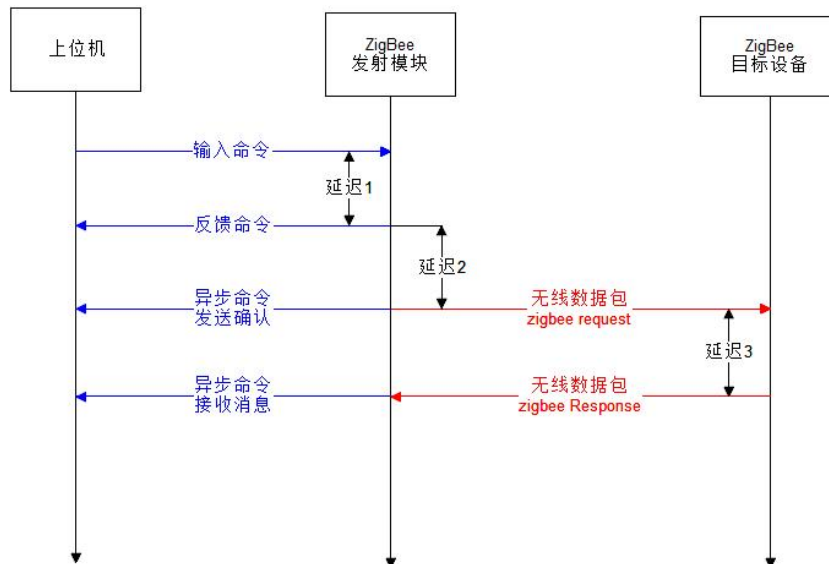 上位机
ZigBee
发射模块
ZigBee
目标设备
输入命令
延迟1
反馈命令
延迟2
异步命令
发送确认
无线数据包
zigbee request
延迟3
异步命令
接收消息
无线数据包
zigbee Response